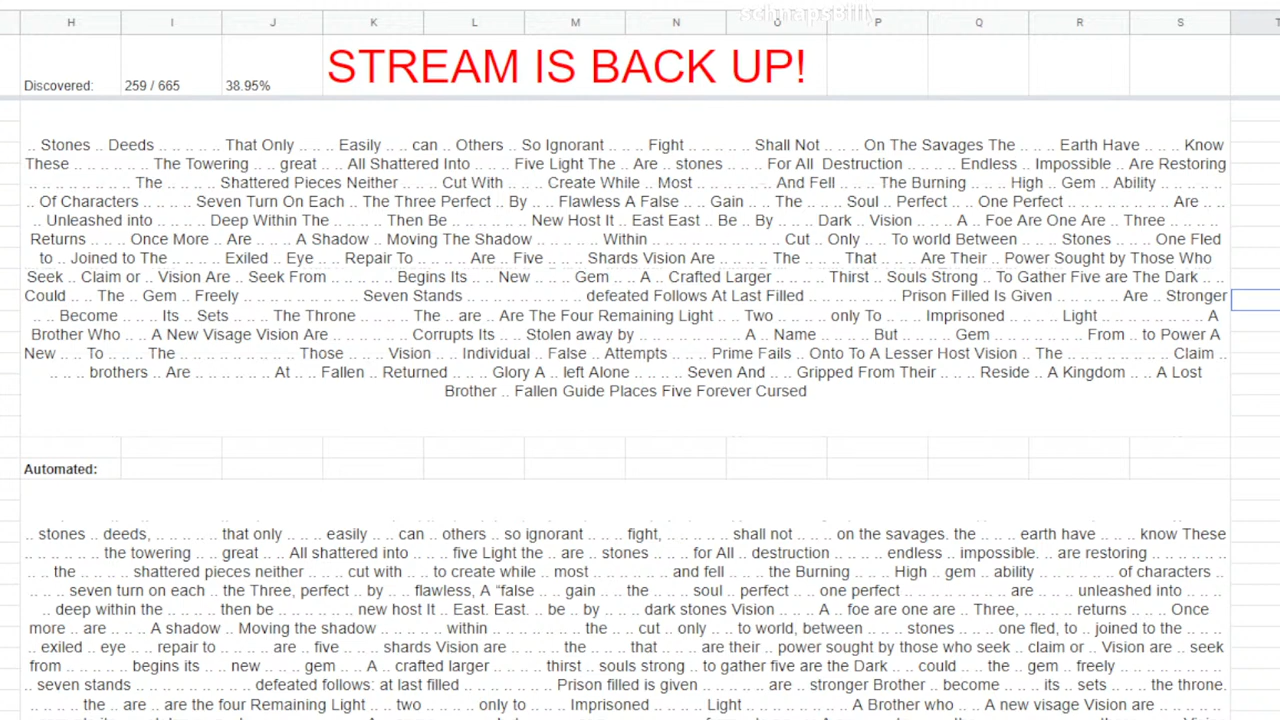 schnapsBilly
H I J K L M N O P Q R S
STREAM IS BACK UP!
Discovered: 259 / 665 38.95%
.. Stones .. Deeds .. .. .. .. That Only .. .. Easily .. can .. Others .. So Ignorant .. .. Fight .. .. .. .. Shall Not .. .. On The Savages The .. .. Earth Have .. .. Know
These .. .. .. .. .. .. The Towering .. great .. .. All Shattered Into .. .. Five Light The .. Are .. stones .. .. For All Destruction .. .. .. Endless .. Impossible .. Are Restoring
.. .. .. .. .. .. .. The .. .. .. Shattered Pieces Neither .. .. Cut With .. .. Create While .. Most .. .. .. .. And Fell .. .. The Burning .. .. High .. Gem .. Ability .. .. .. .. ..
.. Of Characters .. .. .. Seven Turn On Each .. The Three Perfect .. By .. Flawless A False .. Gain .. The .. .. Soul .. Perfect .. One Perfect .. .. .. .. .. .. Are .. ..
.. Unleashed into .. .. .. Deep Within The .. .. .. Then Be .. .. .. .. New Host It .. East East .. Be .. By .. .. Dark .. Vision .. .. A .. Foe Are One Are .. Three .. ..
Returns .. .. Once More .. Are .. .. A Shadow .. Moving The Shadow .. .. .. .. Within .. .. .. .. .. .. .. Cut .. Only .. .. To world Between .. .. Stones .. .. One Fled
to .. Joined to The .. .. .. Exiled .. Eye .. .. Repair To .. .. .. Are .. Five .. .. Shards Vision Are .. .. .. The .. .. That .. .. Are Their .. Power Sought by Those Who
Seek .. Claim or .. Vision Are .. Seek From .. .. .. .. Begins Its .. New .. .. Gem .. A .. Crafted Larger .. .. .. Thirst .. Souls Strong .. To Gather Five are The Dark .. ..
Could .. .. The .. Gem .. Freely .. .. .. .. .. .. .. Seven Stands .. .. .. .. .. .. .. defeated Follows At Last Filled .. .. .. .. .. Prison Filled Is Given .. .. .. .. Are .. Stronger
.. Become .. .. Its .. Sets .. .. The Throne .. .. .. The .. are .. Are The Four Remaining Light .. Two .. .. .. only To .. .. Imprisoned .. .. Light .. .. .. .. .. .. A
Brother Who .. A New Visage Vision Are .. .. .. .. .. Corrupts Its .. Stolen away by .. .. .. .. .. .. A .. Name .. .. But .. .. Gem .. .. .. .. .. From .. to Power A
New .. .. To .. .. The .. .. .. .. .. .. Those .. .. Vision .. Individual .. False .. Attempts .. .. Prime Fails .. Onto To A Lesser Host Vision .. The .. .. .. .. .. Claim ..
.. .. .. brothers .. Are .. .. .. .. .. At .. Fallen .. Returned .. .. Glory A .. left Alone .. .. .. Seven And .. .. Gripped From Their .. .. Reside .. A Kingdom .. .. A Lost
Brother .. Fallen Guide Places Five Forever Cursed
Automated:
.. stones .. deeds, .. .. .. .. that only .. .. easily .. can .. others .. so ignorant .. .. fight, .. .. .. .. shall not .. .. on the savages. the .. .. earth have .. .. know These
.. .. .. .. .. .. the towering .. great .. .. All shattered into .. .. five Light the .. are .. stones .. .. for All .. destruction .. .. .. endless .. impossible. .. are restoring .. .. .. .. ..
.. .. the .. .. .. shattered pieces neither .. .. cut with .. .. to create while .. most .. .. .. .. and fell .. .. the Burning .. .. High .. gem .. ability .. .. .. .. .. of characters ..
.. .. seven turn on each .. the Three, perfect .. by .. flawless, A "false .. gain .. .. the .. .. soul .. perfect .. one perfect .. .. .. .. .. .. are .. .. .. unleashed into .. ..
.. deep within the .. .. .. then be .. .. .. .. new host It .. East. East. .. be .. by .. .. dark stones Vision .. .. A .. foe are one are .. Three, .. .. .. returns .. .. Once
more .. are .. .. A shadow .. Moving the shadow .. .. .. .. within .. .. .. .. .. .. the .. cut .. only .. .. to world, between .. .. stones .. .. one fled, to .. joined to the .. ..
.. exiled .. eye .. repair to .. .. .. are .. five .. .. shards Vision are .. .. .. the .. .. that .. .. are their .. power sought by those who seek .. claim or .. Vision are .. seek
from .. .. .. .. begins its .. new .. .. gem .. A .. crafted larger .. .. .. thirst .. souls strong .. to gather five are the Dark .. .. could .. .. the .. gem .. freely .. .. .. .. ..
.. seven stands .. .. .. .. .. .. .. defeated follows: at last filled .. .. .. .. .. Prison filled is given .. .. .. .. are .. stronger Brother .. become .. .. its .. sets .. .. the throne.
.. .. the .. are .. are the four Remaining Light .. two .. .. .. only to .. .. Imprisoned .. .. Light .. .. .. .. .. .. A Brother who .. A new visage Vision are .. .. .. ..